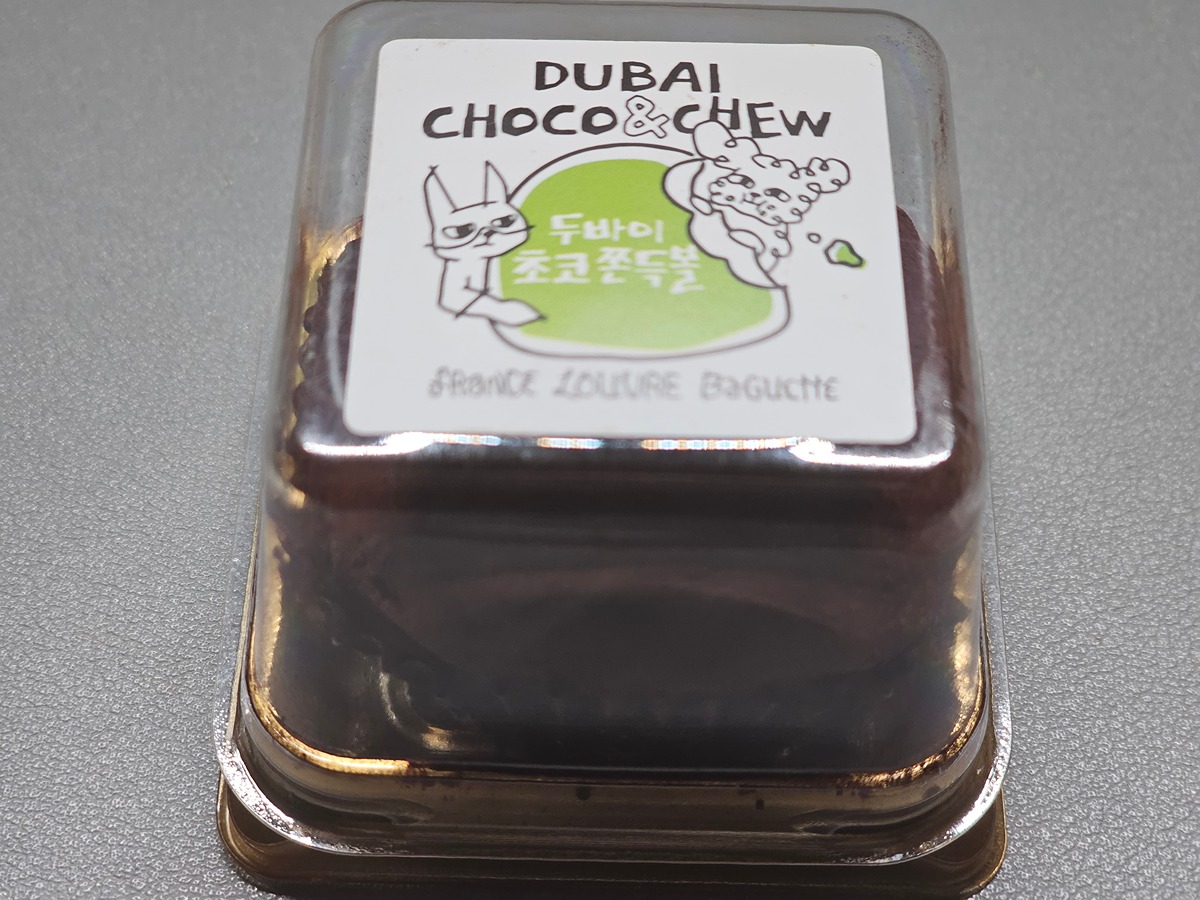 DUBAI
CHOCO & CHEW
두바이
초코쫀득볼
FRANCE LOUVRE BAGUETTE